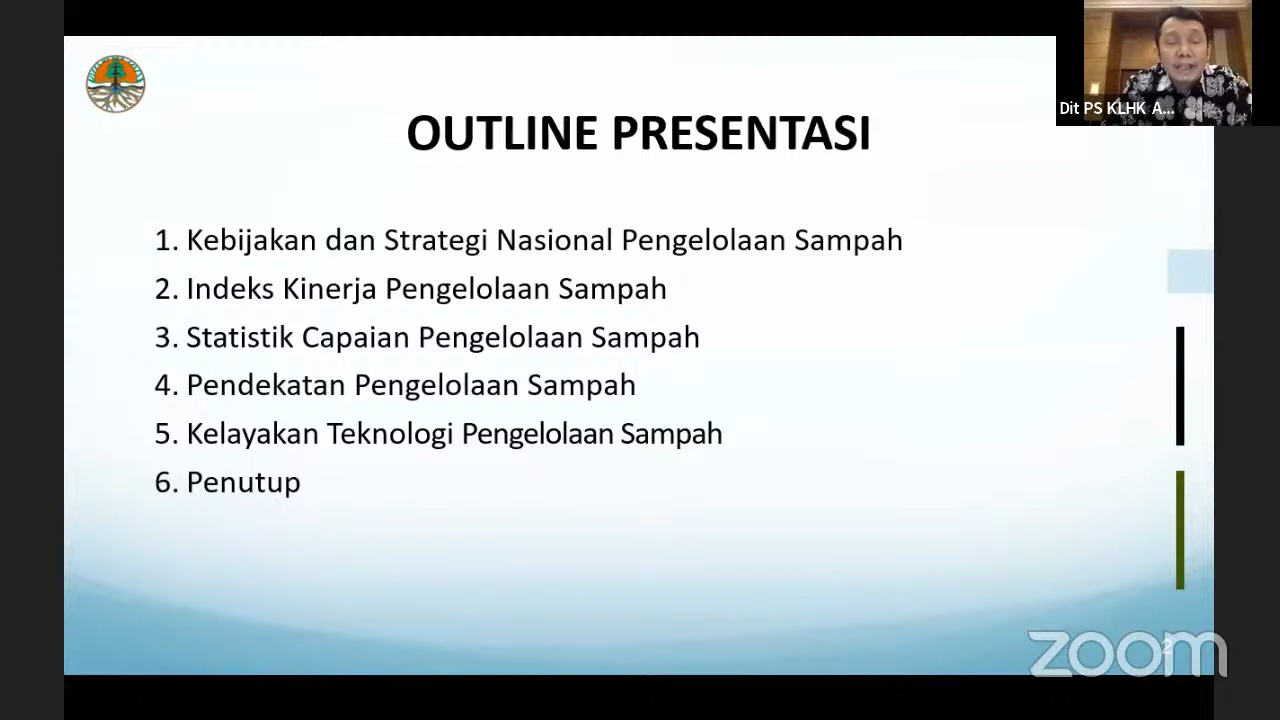 Dit PS KLHK A...
OUTLINE PRESENTASI
1. Kebijakan dan Strategi Nasional Pengelolaan Sampah
2. Indeks Kinerja Pengelolaan Sampah
3. Statistik Capaian Pengelolaan Sampah
4. Pendekatan Pengelolaan Sampah
5. Kelayakan Teknologi Pengelolaan Sampah
6. Penutup
2
zoom